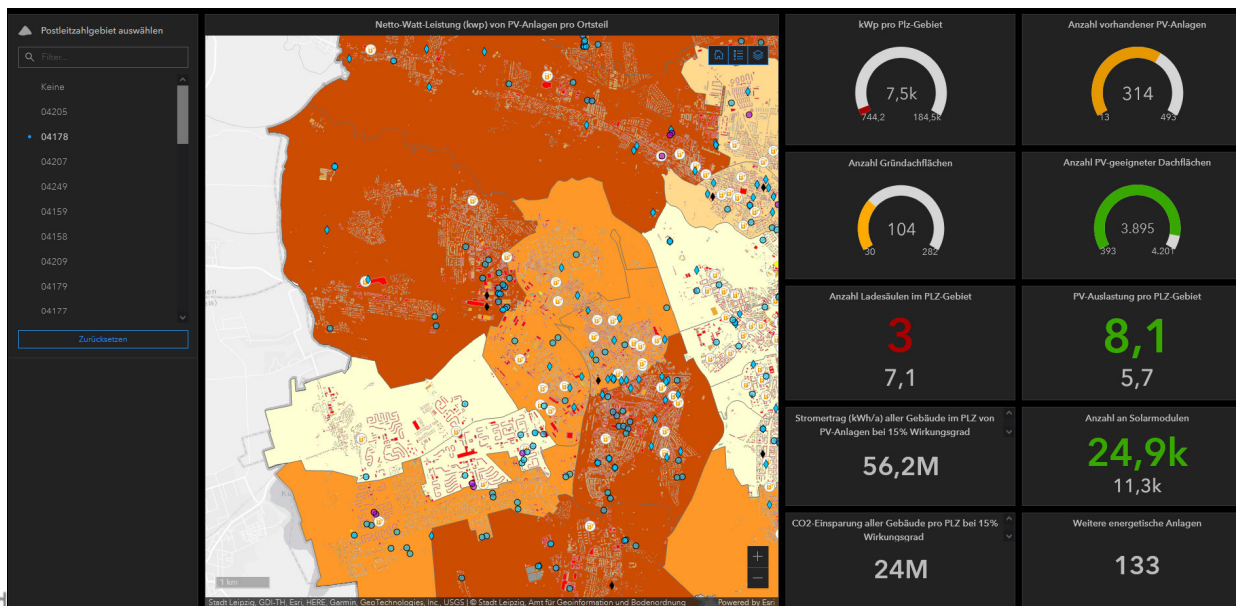 Postleitzahlgebiet auswählen
Filter...
Keine
04205
04178
04207
04249
04159
04158
04209
04179
04177
Zurücksetzen
Netto-Watt-Leistung (kwp) von PV-Anlagen pro Ortsteil
1 km
Stadt Leipzig, GDI-TH, Esri, HERE, Garmin, GeoTechnologies, Inc., USGS | © Stadt Leipzig, Amt für Geoinformation und Bodenordnung
Powered by Esri
kWp pro Plz-Gebiet
7,5k
744,2 184,5k
Anzahl vorhandener PV-Anlagen
314
13 493
Anzahl Gründachflächen
104
30 282
Anzahl PV-geeigneter Dachflächen
3.895
393 4.201
Anzahl Ladesäulen im PLZ-Gebiet
3
7,1
PV-Auslastung pro PLZ-Gebiet
8,1
5,7
Stromertrag (kWh/a) aller Gebäude im PLZ von
PV-Anlagen bei 15% Wirkungsgrad
56,2M
Anzahl an Solarmodulen
24,9k
11,3k
CO2-Einsparung aller Gebäude pro PLZ bei 15%
Wirkungsgrad
24M
Weitere energetische Anlagen
133